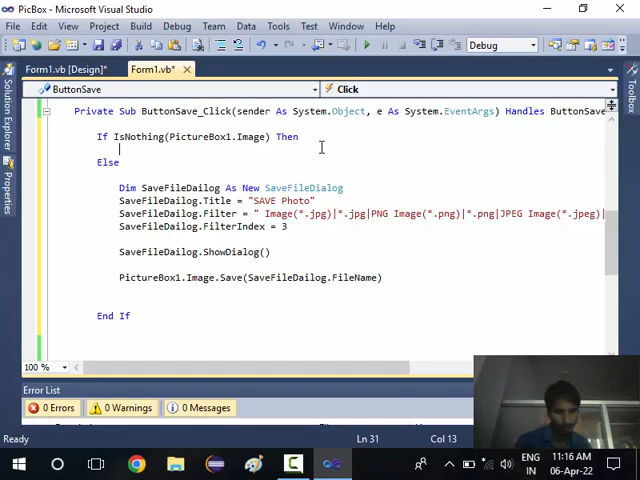 PicBox - Microsoft Visual Studio
File Edit View Project Build Debug Team Data Tools Test Window Help
Debug
Form1.vb [Design]* Form1.vb*
ButtonSave Click
Solution Explorer
Properties
Toolbox
Private Sub ButtonSave_Click(sender As System.Object, e As System.EventArgs) Handles ButtonSave
If IsNothing(PictureBox1.Image) Then
Else
Dim SaveFileDailog As New SaveFileDialog
SaveFileDailog.Title = "SAVE Photo"
SaveFileDailog.Filter = " Image(*.jpg)|*.jpg|PNG Image(*.png)|*.png|JPEG Image(*.jpeg)|
SaveFileDailog.FilterIndex = 3
SaveFileDailog.ShowDialog()
PictureBox1.Image.Save(SaveFileDailog.FileName)
End If
100 %
Error List
0 Errors 0 Warnings 0 Messages
Ready Ln 31 Col 13
ENG 11:16 AM
IN 06-Apr-22